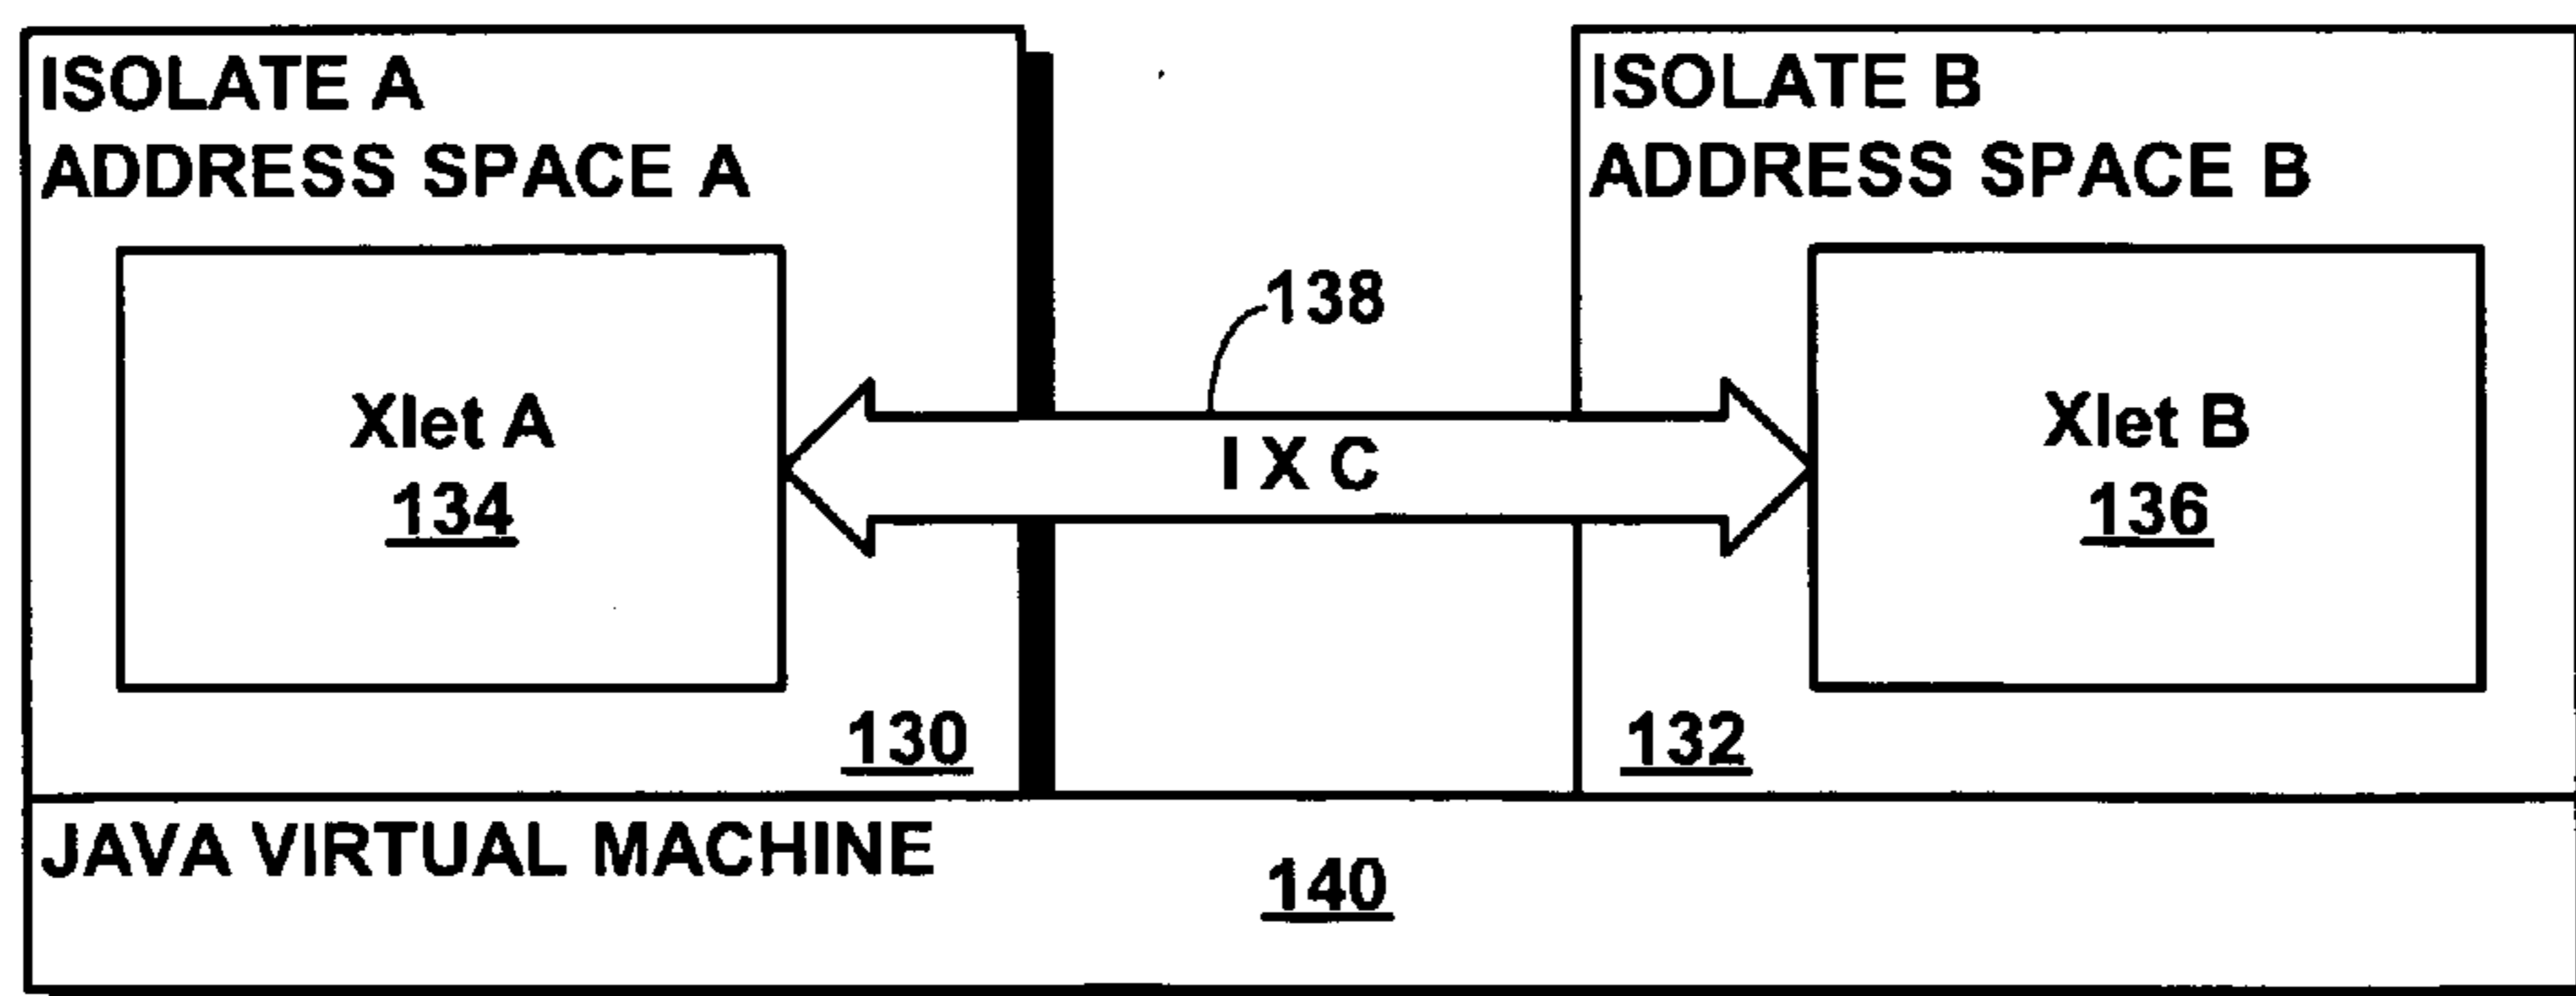 ISOLATE A
ADDRESS SPACE A
Xlet A
134
130
138
I X C
ISOLATE B
ADDRESS SPACE B
Xlet B
136
132
JAVA VIRTUAL MACHINE
140